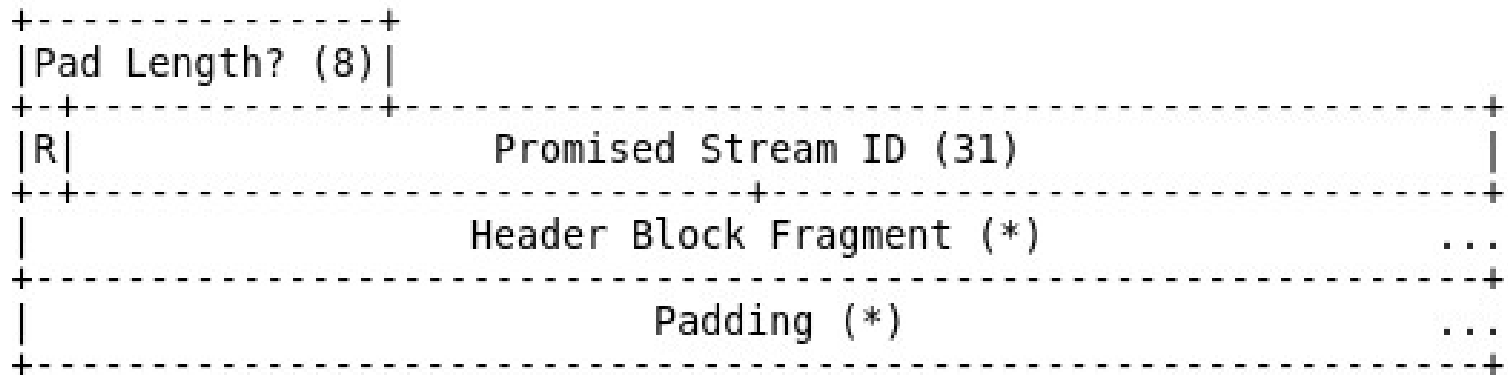 +---------------+
|Pad Length? (8)|
+-+-------------+-----------------------------------------------+
|R|                  Promised Stream ID (31)                    |
+-+-----------------------------+-------------------------------+
|                   Header Block Fragment (*)                 ...
+---------------------------------------------------------------+
|                           Padding (*)                       ...
+---------------------------------------------------------------+